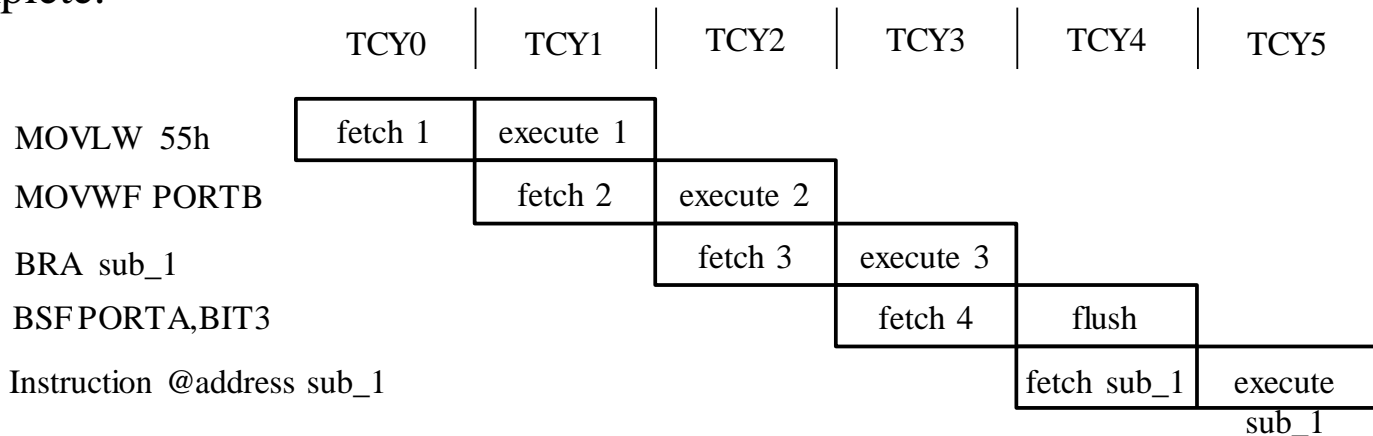 TCY0 TCY1 TCY2 TCY3 TCY4 TCY5
MOVLW 55h fetch 1 execute 1
MOVWF PORTB fetch 2 execute 2
BRA sub_1 fetch 3 execute 3
BSF PORTA,BIT3 fetch 4 flush
Instruction @address sub_1 fetch sub_1 execute
sub_1